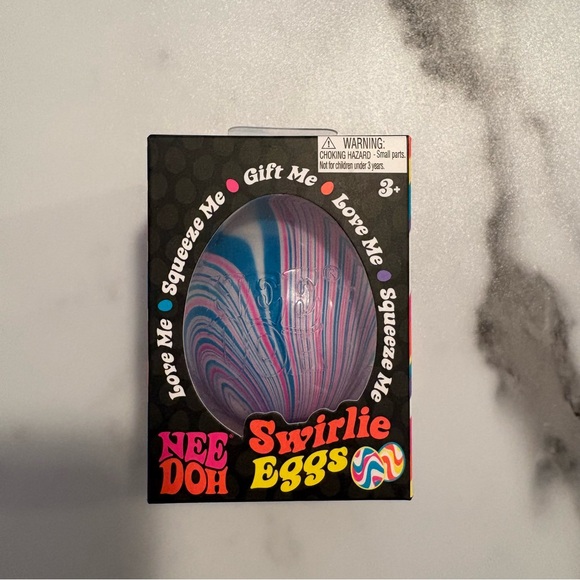 WARNING:
CHOKING HAZARD - Small parts.
Not for children under 3 years.
3+
Love Me • Squeeze Me • Gift Me • Love Me • Squeeze Me
NEE
DOH
Swirlie
Eggs